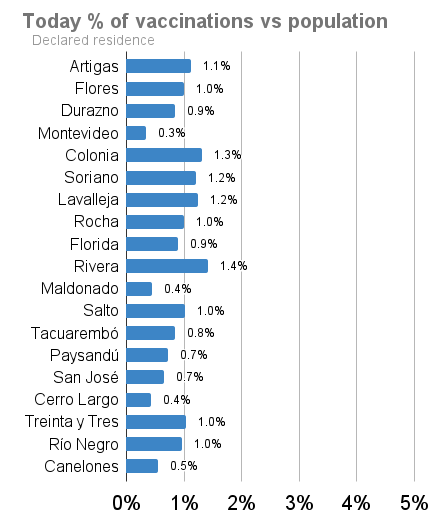 Today % of vaccinations vs population
Declared residence
Artigas 1.1%
Flores 1.0%
Durazno 0.9%
Montevideo 0.3%
Colonia 1.3%
Soriano 1.2%
Lavalleja 1.2%
Rocha 1.0%
Florida 0.9%
Rivera 1.4%
Maldonado 0.4%
Salto 1.0%
Tacuarembó 0.8%
Paysandú 0.7%
San José 0.7%
Cerro Largo 0.4%
Treinta y Tres 1.0%
Río Negro 1.0%
Canelones 0.5%
0% 1% 2% 3% 4% 5%